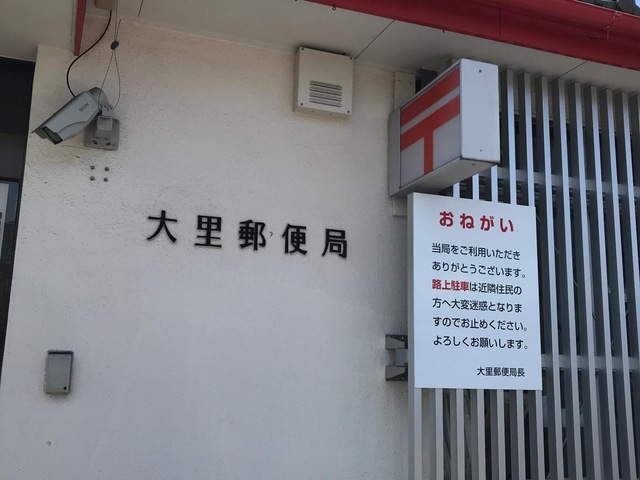 大里郵便局
おねがい
当局をご利用いただき
ありがとうございます。
路上駐車は近隣住民の
方へ大変迷惑となりま
すのでお止めください。
よろしくお願いします。
大里郵便局長